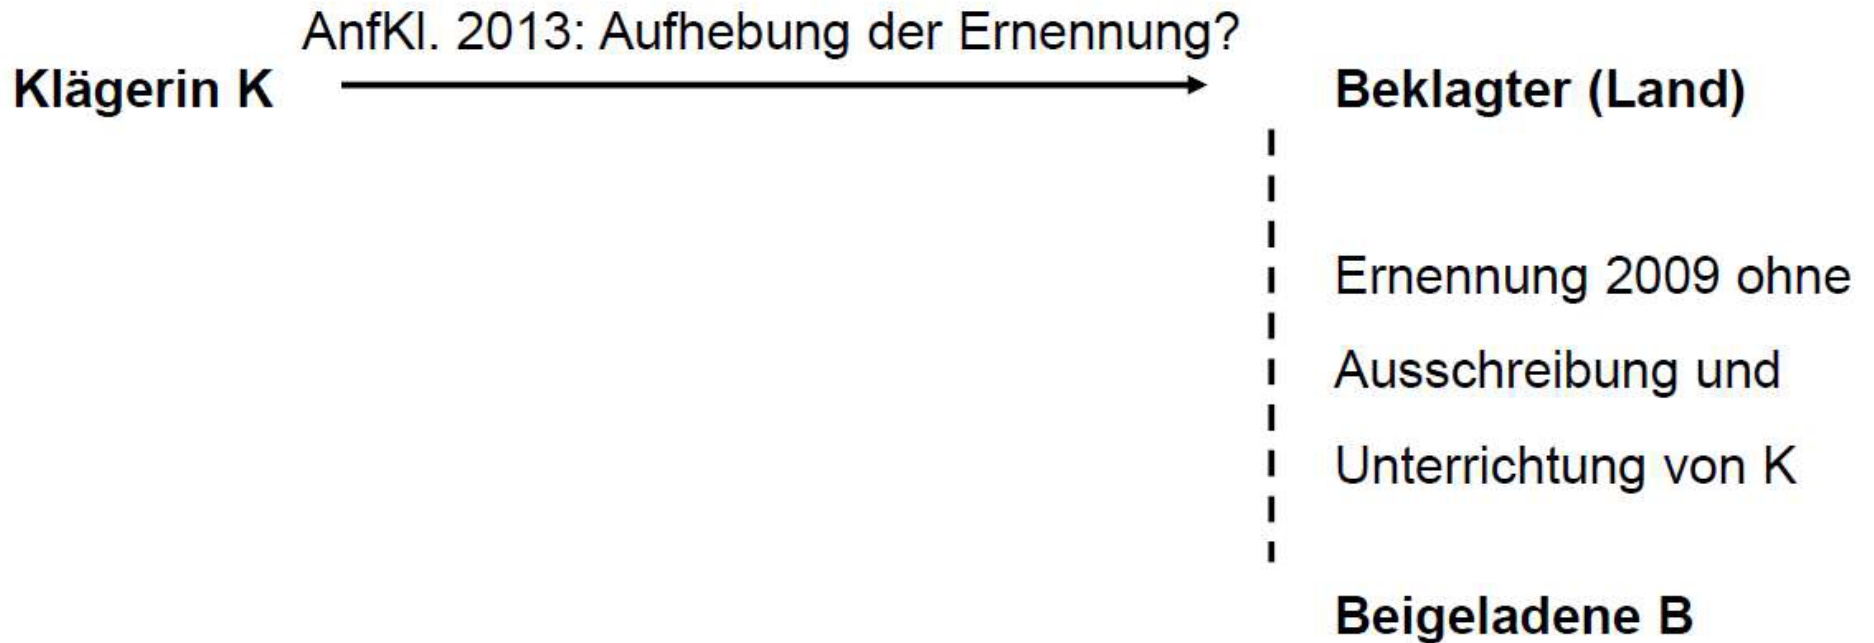 AnfKl. 2013: Aufhebung der Ernennung?
Klägerin K
Beklagter (Land)
Ernennung 2009 ohne
Ausschreibung und
Unterrichtung von K
Beigeladene B